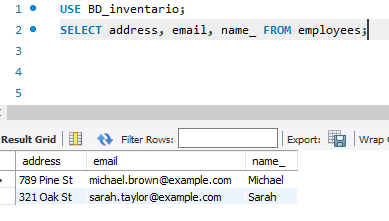 1 USE BD_inventario;
2 SELECT address, email, name_ FROM employees;
3
4
5
Result Grid Filter Rows: Export: Wrap C
address email name_
789 Pine St michael.brown@example.com Michael
321 Oak St sarah.taylor@example.com Sarah